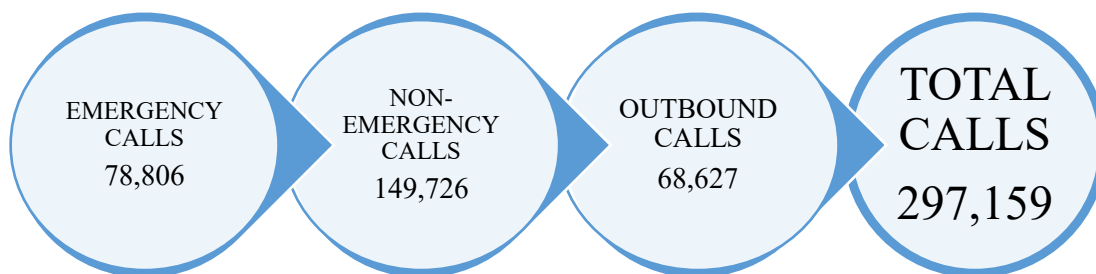 EMERGENCY
CALLS
78,806
NON-
EMERGENCY
CALLS
149,726
OUTBOUND
CALLS
68,627
TOTAL
CALLS
297,159